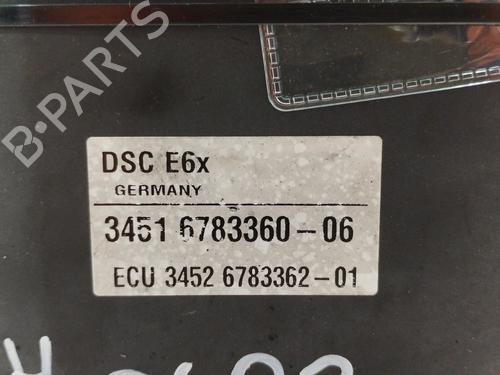 B-PARTS
DSC E6x
GERMANY
3451 6783360-06
ECU 3452 6783362-01